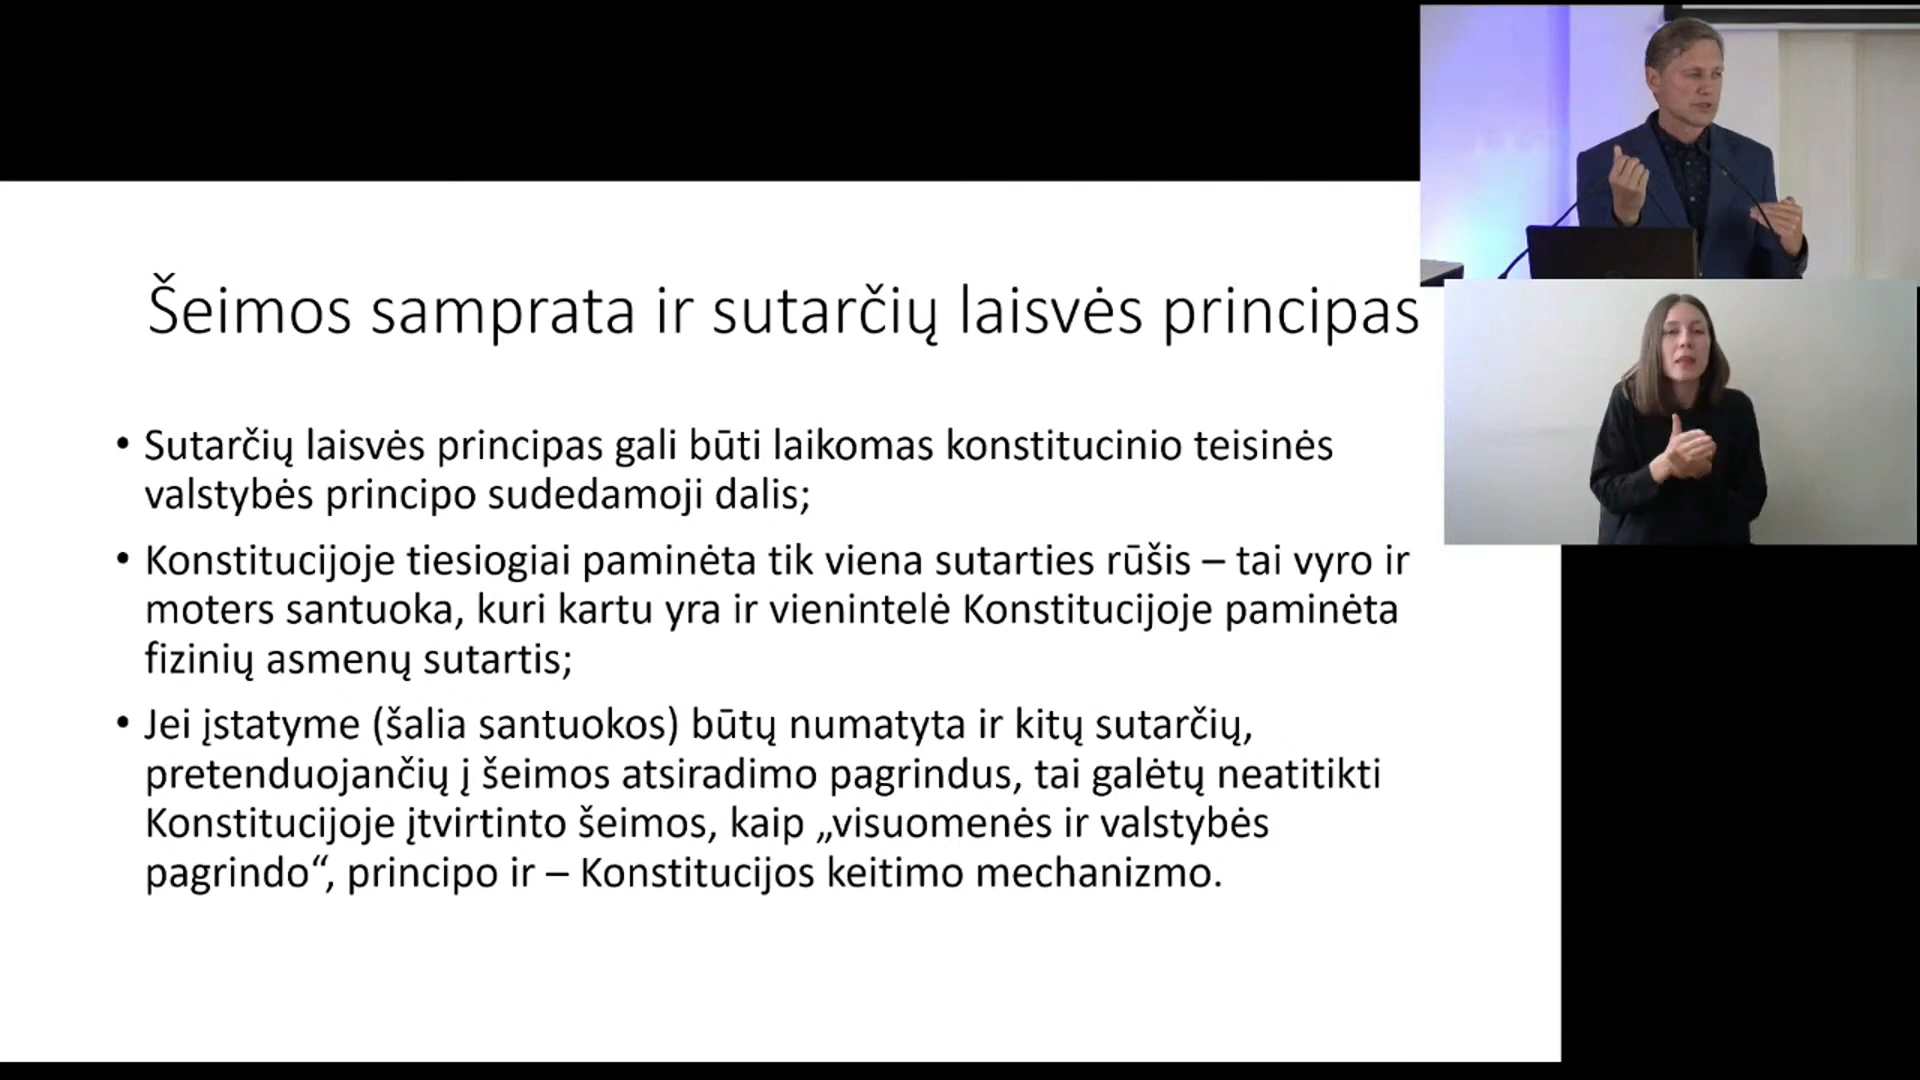 Šeimos samprata ir sutarčių laisvės principas
• Sutarčių laisvės principas gali būti laikomas konstitucinio teisinės
valstybės principo sudedamoji dalis;
• Konstitucijoje tiesiogiai paminėta tik viena sutarties rūšis – tai vyro ir
moters santuoka, kuri kartu yra ir vienintelė Konstitucijoje paminėta
fizinių asmenų sutartis;
• Jei įstatyme (šalia santuokos) būtų numatyta ir kitų sutarčių,
pretenduojančių į šeimos atsiradimo pagrindus, tai galėtų neatitikti
Konstitucijoje įtvirtinto šeimos, kaip „visuomenės ir valstybės
pagrindo“, principo ir – Konstitucijos keitimo mechanizmo.